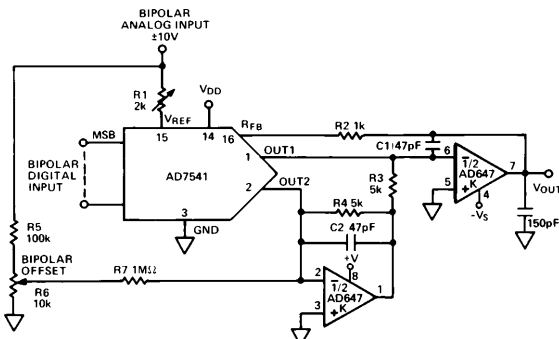 BIPOLAR
ANALOG INPUT
±10V
R1
2k
VREF
VDD
15
14
16
RFB
R2 1k
MSB
BIPOLAR
DIGITAL
INPUT
AD7541
1
OUT1
2
OUT2
3
GND
C1 47pF
R3
5k
R4 5k
C2 47pF
6
5
1/2
AD647
K
7
4
-VS
VOUT
150pF
R5
100k
BIPOLAR
OFFSET
R6
10k
R7 1MΩ
+V
8
2
3
1/2
AD647
K
1